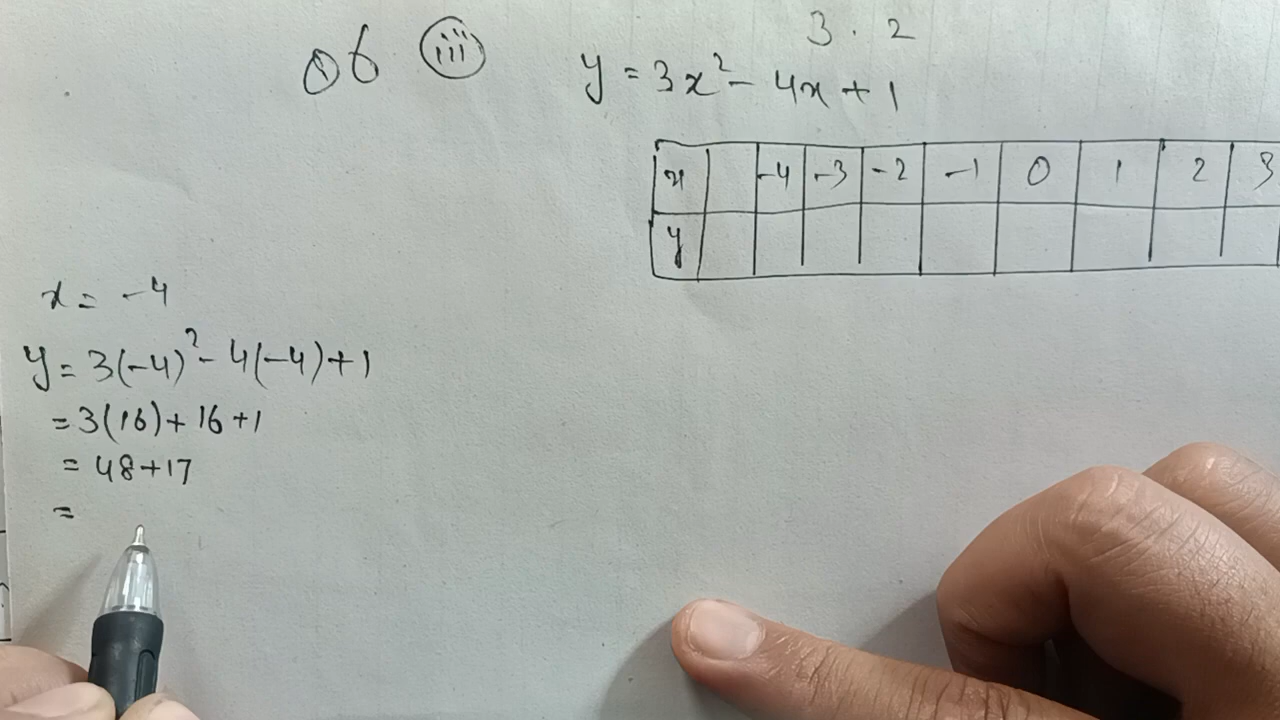 Q6 (iii)
3.2
y = 3x² - 4x + 1
x -4 -3 -2 -1 0 1 2 3
y
x = -4
y = 3(-4)² - 4(-4) + 1
= 3(16) + 16 + 1
= 48 + 17
=